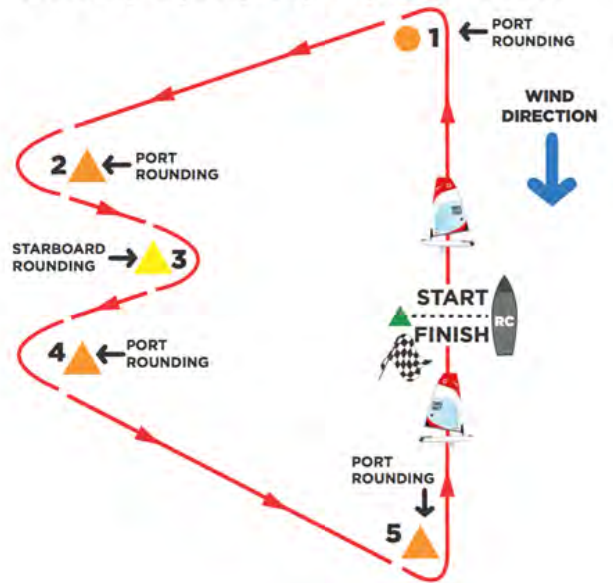 1
PORT
ROUNDING
WIND
DIRECTION
2
PORT
ROUNDING
STARBOARD
ROUNDING
3
START
RC
FINISH
4
PORT
ROUNDING
PORT
ROUNDING
5